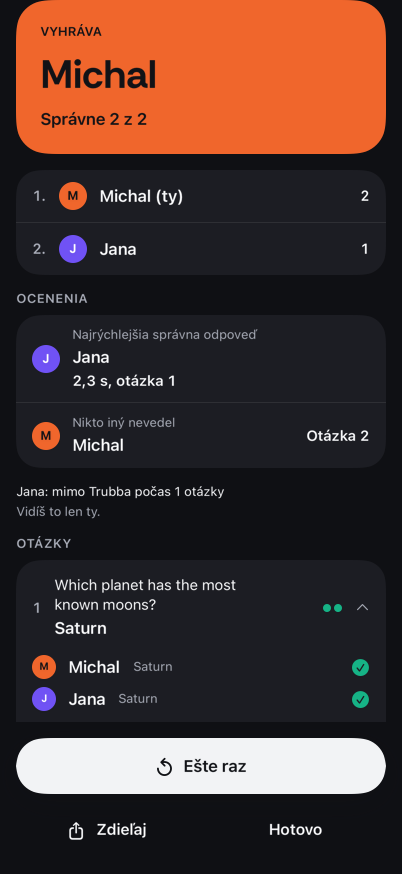 VYHRÁVA
Michal
Správne 2 z 2
1. M Michal (ty) 2
2. J Jana 1
OCENENIA
Najrýchlejšia správna odpoveď
J Jana
2,3 s, otázka 1
Nikto iný nevedel
M Michal Otázka 2
Jana: mimo Trubba počas 1 otázky
Vidíš to len ty.
OTÁZKY
Which planet has the most
1 known moons?
Saturn
M Michal Saturn
J Jana Saturn
Ešte raz
Zdieľaj Hotovo